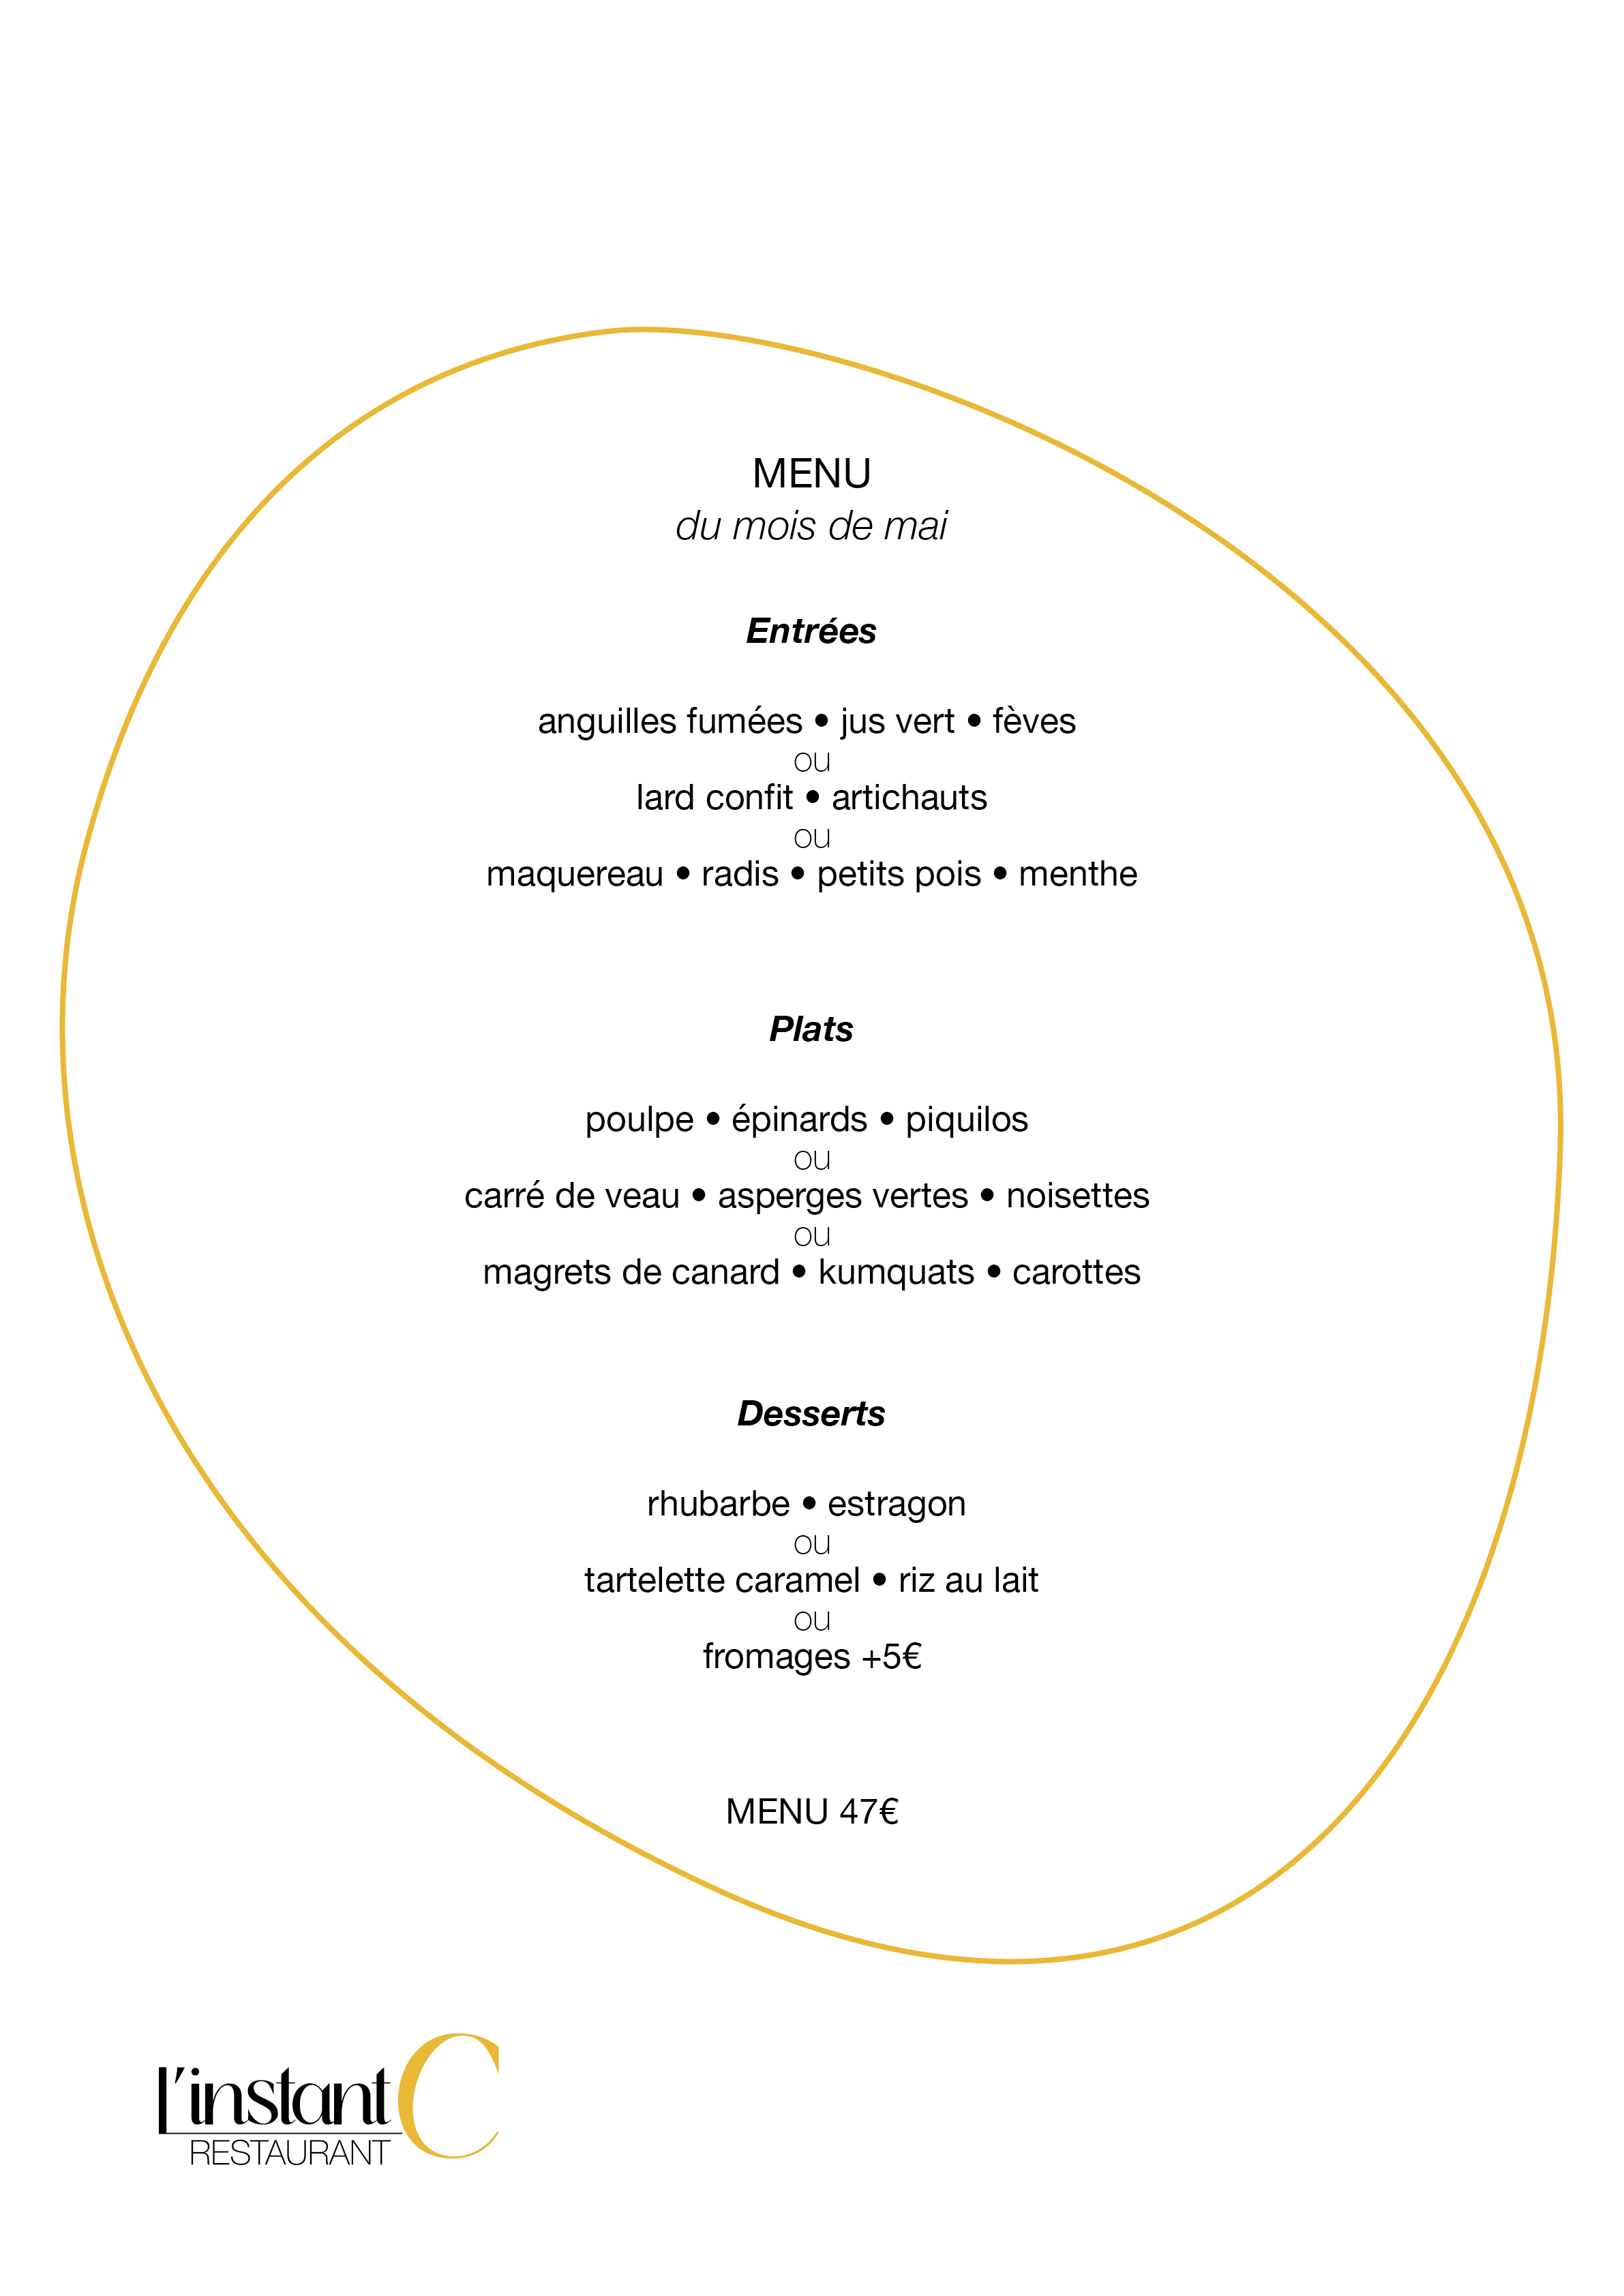 MENU
du mois de mai
Entrées
anguilles fumées • jus vert • fèves
ou
lard confit • artichauts
ou
maquereau • radis • petits pois • menthe
Plats
poulpe • épinards • piquilos
ou
carré de veau • asperges vertes • noisettes
ou
magrets de canard • kumquats • carottes
Desserts
rhubarbe • estragon
ou
tartelette caramel • riz au lait
ou
fromages +5€
MENU 47€
l'instant C
RESTAURANT